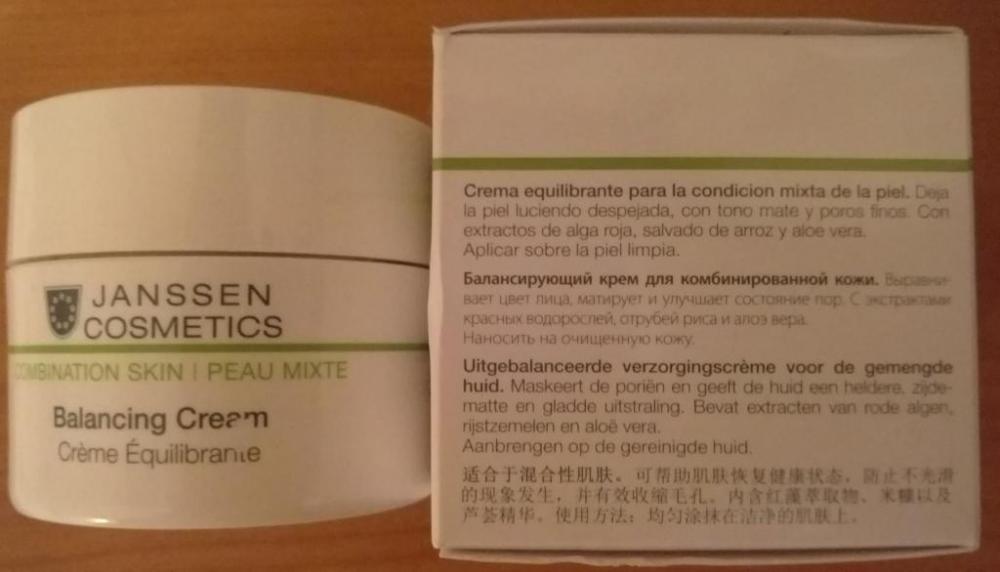 JANSSEN
COSMETICS
COMBINATION SKIN | PEAU MIXTE
Balancing Cream
Crème Équilibrante
Crema equilibrante para la condicion mixta de la piel. Deja
la piel luciendo despejada, con tono mate y poros finos. Con
extractos de alga roja, salvado de arroz y aloe vera.
Aplicar sobre la piel limpia.
Балансирующий крем для комбинированной кожи. Выравни-
вает цвет лица, матирует и улучшает состояние пор. С экстрактами
красных водорослей, отрубей риса и алоэ вера.
Наносить на очищенную кожу.
Uitgebalanceerde verzorgingscrème voor de gemengde
huid. Maskeert de poriën en geeft de huid een heldere, zijde-
matte en gladde uitstraling. Bevat extracten van rode algen,
rijstzemelen en aloë vera.
Aanbrengen op de gereinigde huid.
适合于混合性肌肤。可帮助肌肤恢复健康状态，防止不光滑
的现象发生，并有效收缩毛孔。内含红藻萃取物、米糠以及
芦荟精华。使用方法：均匀涂抹在洁净的肌肤上。